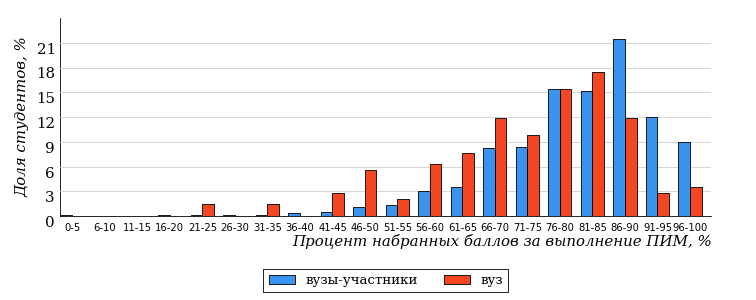 Доля студентов, %
21
18
15
12
9
6
3
0
0-5 6-10 11-15 16-20 21-25 26-30 31-35 36-40 41-45 46-50 51-55 56-60 61-65 66-70 71-75 76-80 81-85 86-90 91-95 96-100
Процент набранных баллов за выполнение ПИМ, %
вузы-участники вуз